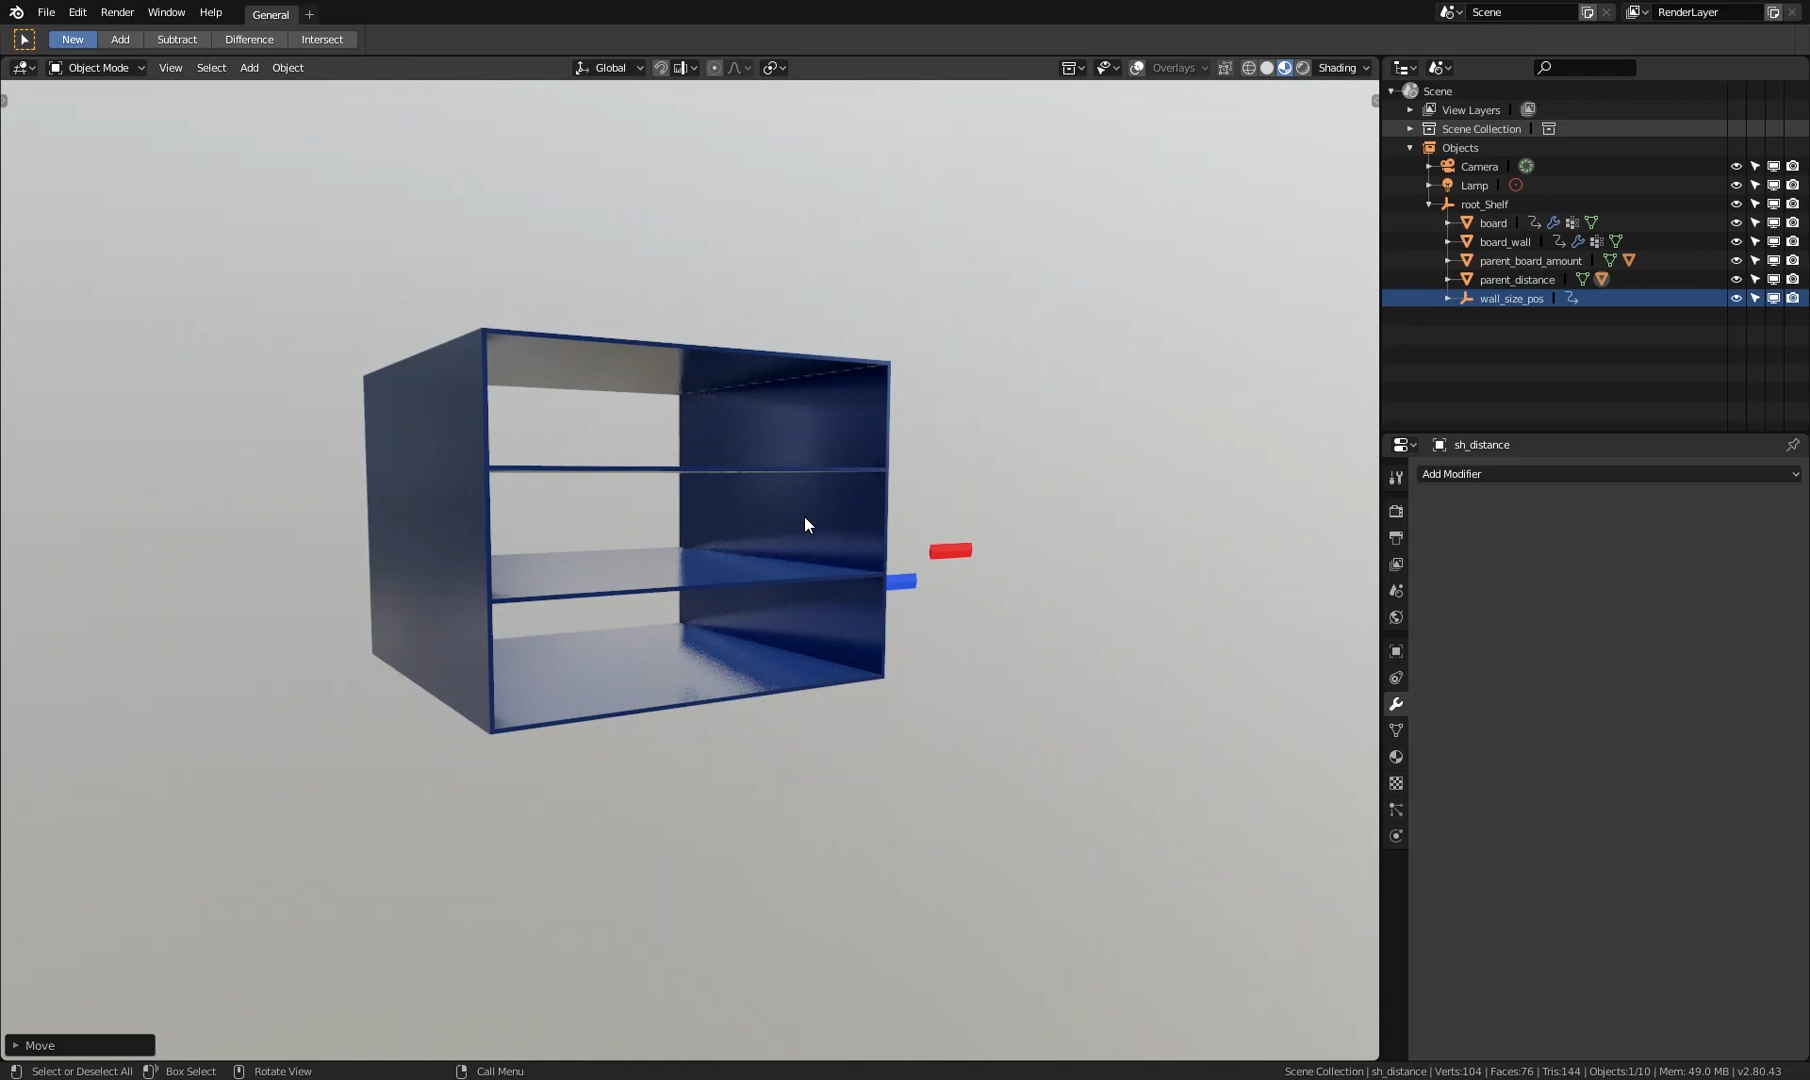 File Edit Render Window Help General + Scene RenderLayer
New Add Subtract Difference Intersect
Object Mode View Select Add Object Global Overlays Shading
Scene
View Layers
Scene Collection
Objects
Camera
Lamp
root_Shelf
board
board_wall
parent_board_amount
parent_distance
wall_size_pos
sh_distance
Add Modifier
Move
Select or Deselect All Box Select Rotate View Call Menu Scene Collection | sh_distance | Verts:104 | Faces:76 | Tris:144 | Objects:1/10 | Mem: 49.0 MB | v2.80.43